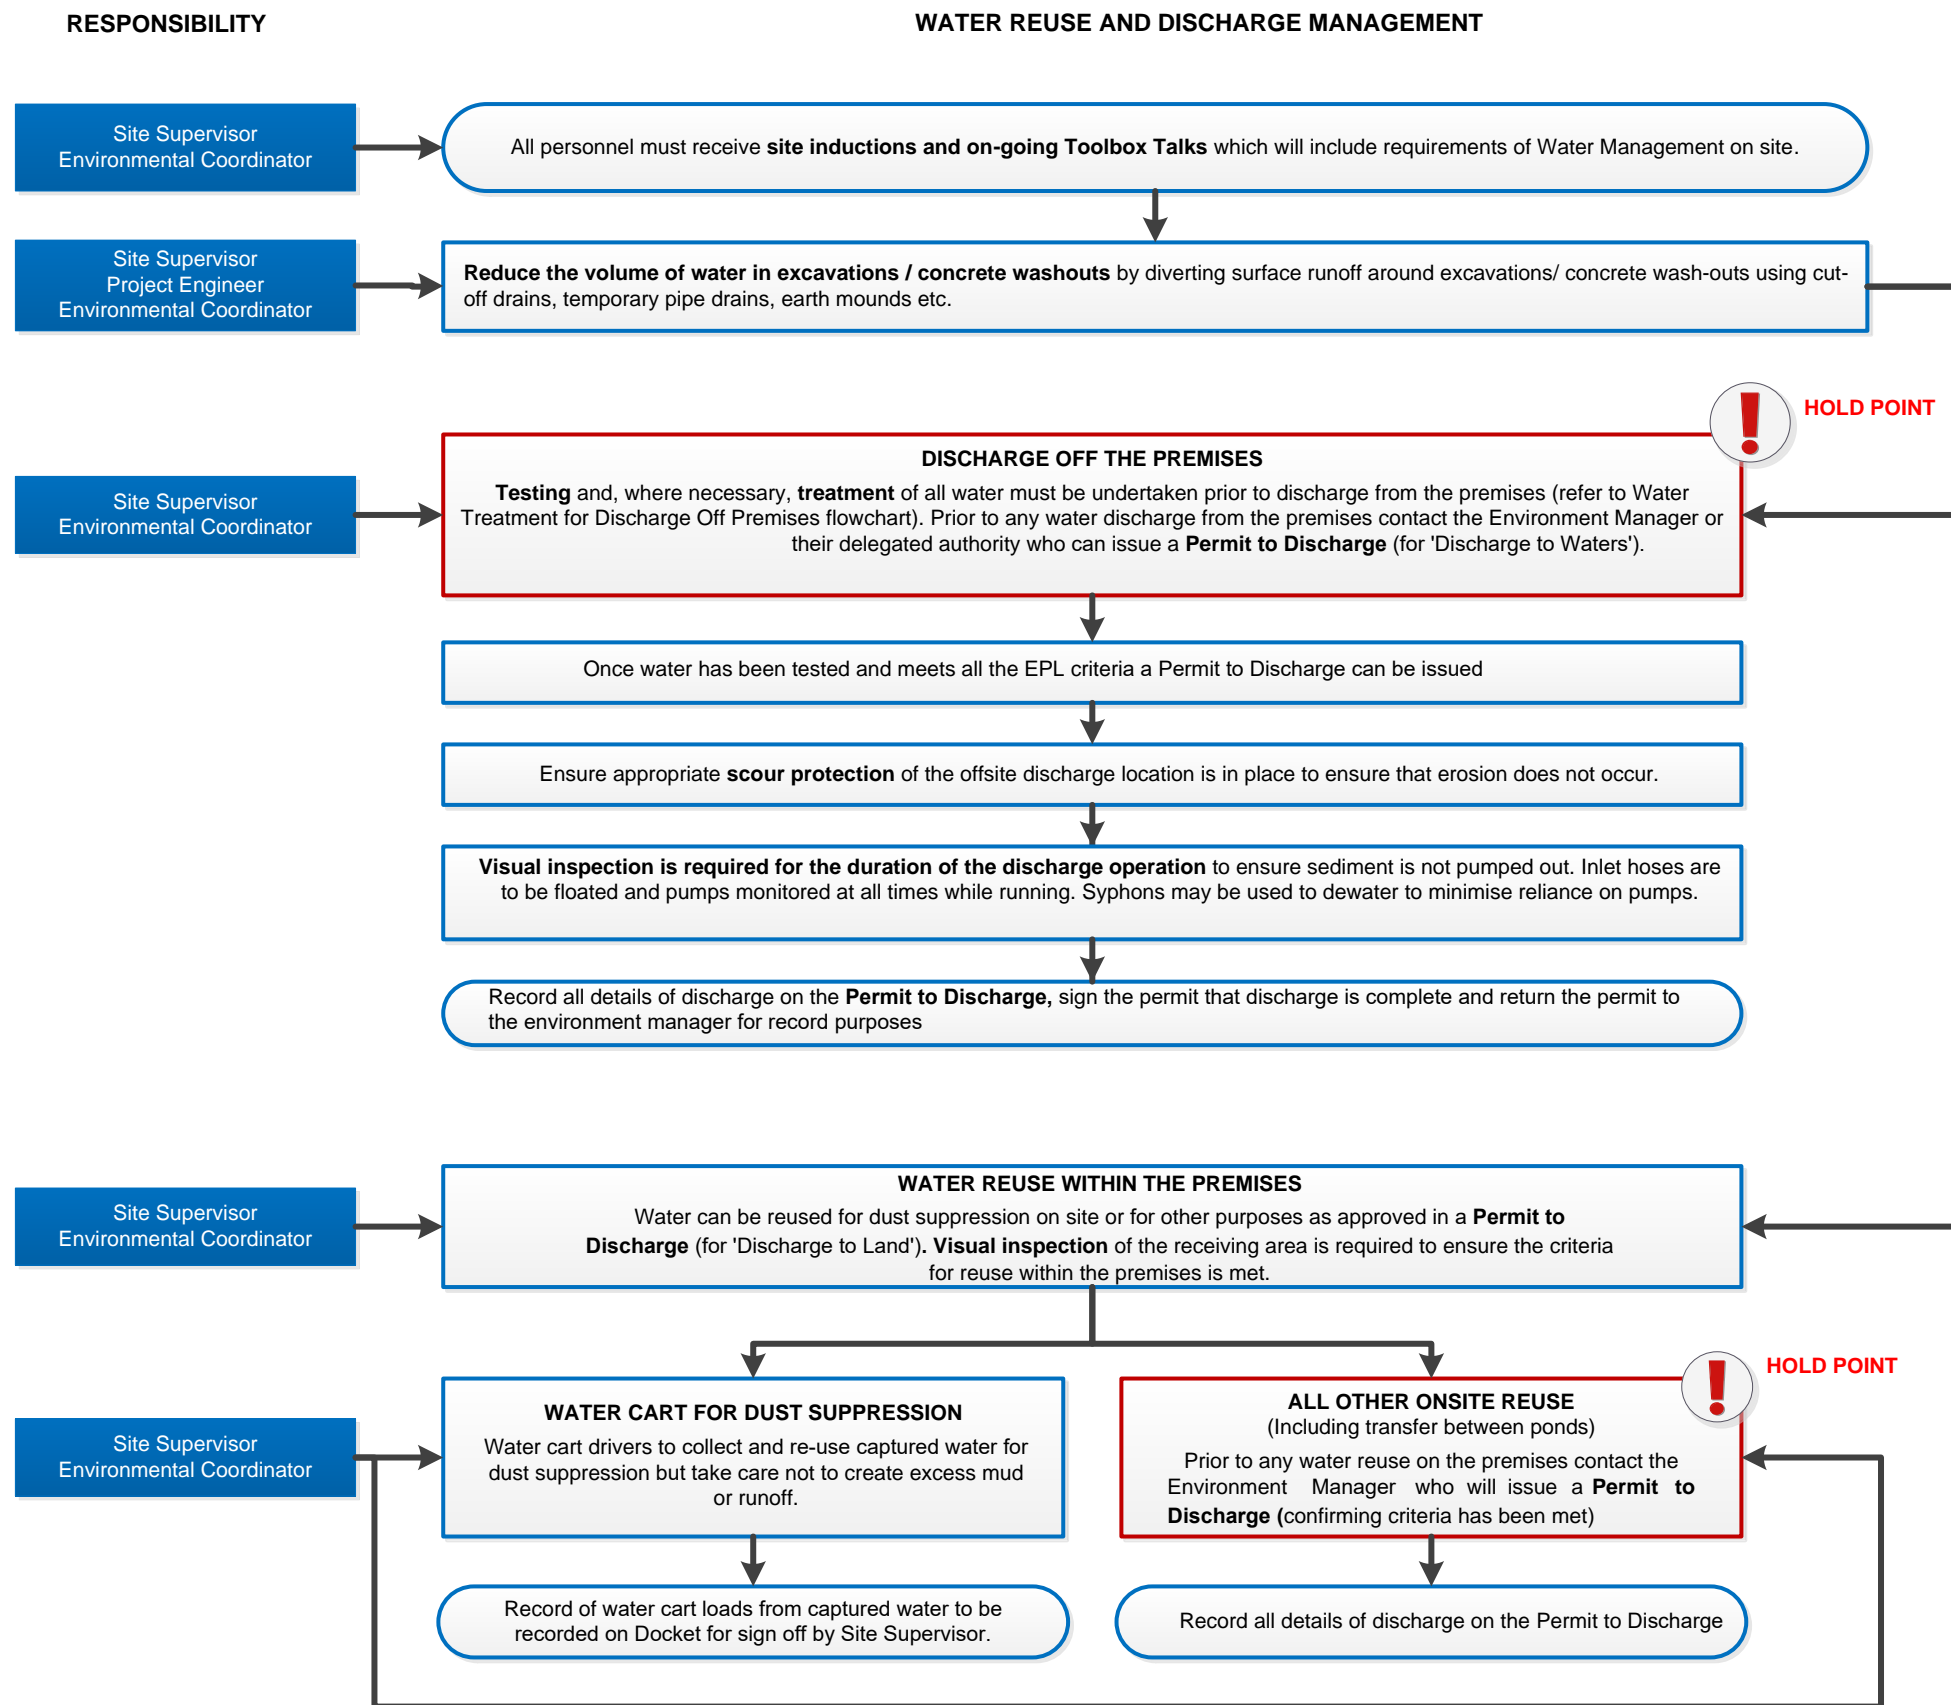 RESPONSIBILITY
WATER REUSE AND DISCHARGE MANAGEMENT
Site Supervisor
Environmental Coordinator
All personnel must receive site inductions and on-going Toolbox Talks which will include requirements of Water Management on site.
Site Supervisor
Project Engineer
Environmental Coordinator
Reduce the volume of water in excavations / concrete washouts by diverting surface runoff around excavations/ concrete wash-outs using cut-
off drains, temporary pipe drains, earth mounds etc.
HOLD POINT
Site Supervisor
Environmental Coordinator
DISCHARGE OFF THE PREMISES
Testing and, where necessary, treatment of all water must be undertaken prior to discharge from the premises (refer to Water
Treatment for Discharge Off Premises flowchart). Prior to any water discharge from the premises contact the Environment Manager or
their delegated authority who can issue a Permit to Discharge (for 'Discharge to Waters').
Once water has been tested and meets all the EPL criteria a Permit to Discharge can be issued
Ensure appropriate scour protection of the offsite discharge location is in place to ensure that erosion does not occur.
Visual inspection is required for the duration of the discharge operation to ensure sediment is not pumped out. Inlet hoses are
to be floated and pumps monitored at all times while running. Syphons may be used to dewater to minimise reliance on pumps.
Record all details of discharge on the Permit to Discharge, sign the permit that discharge is complete and return the permit to
the environment manager for record purposes
Site Supervisor
Environmental Coordinator
WATER REUSE WITHIN THE PREMISES
Water can be reused for dust suppression on site or for other purposes as approved in a Permit to
Discharge (for 'Discharge to Land'). Visual inspection of the receiving area is required to ensure the criteria
for reuse within the premises is met.
HOLD POINT
Site Supervisor
Environmental Coordinator
WATER CART FOR DUST SUPPRESSION
Water cart drivers to collect and re-use captured water for
dust suppression but take care not to create excess mud
or runoff.
ALL OTHER ONSITE REUSE
(Including transfer between ponds)
Prior to any water reuse on the premises contact the
Environment Manager who will issue a Permit to
Discharge (confirming criteria has been met)
Record of water cart loads from captured water to be
recorded on Docket for sign off by Site Supervisor.
Record all details of discharge on the Permit to Discharge